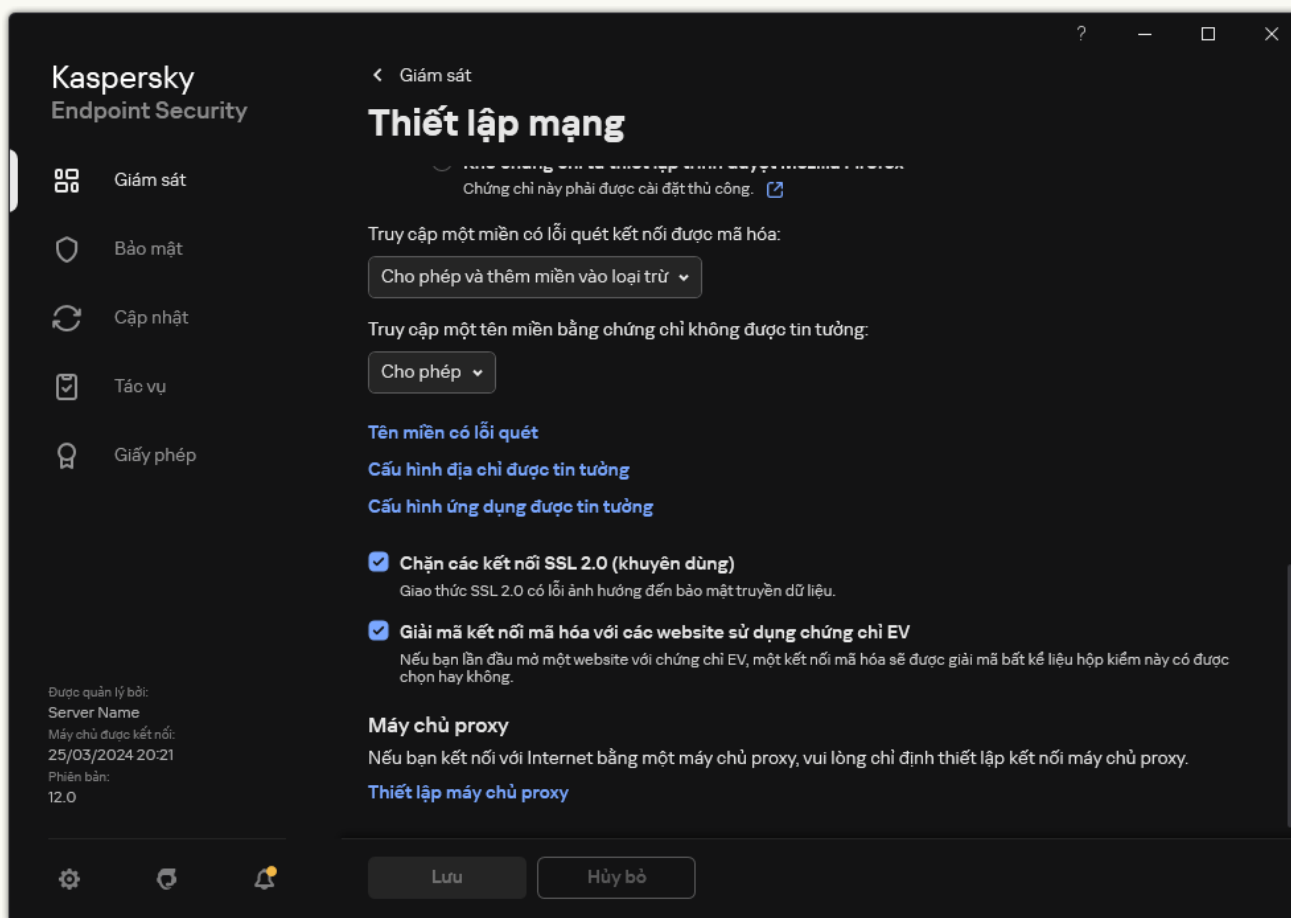 Kaspersky
Endpoint Security
Giám sát
Bảo mật
Cập nhật
Tác vụ
Giấy phép
Được quản lý bởi:
Server Name
Máy chủ được kết nối:
25/03/2024 20:21
Phiên bản:
12.0
?
Giám sát
Thiết lập mạng
Kho chứng chỉ từ thiết lập trình duyệt Mozilla Firefox
Chứng chỉ này phải được cài đặt thủ công.
Truy cập một miền có lỗi quét kết nối được mã hóa:
Cho phép và thêm miền vào loại trừ
Truy cập một tên miền bằng chứng chỉ không được tin tưởng:
Cho phép
Tên miền có lỗi quét
Cấu hình địa chỉ được tin tưởng
Cấu hình ứng dụng được tin tưởng
Chặn các kết nối SSL 2.0 (khuyên dùng)
Giao thức SSL 2.0 có lỗi ảnh hưởng đến bảo mật truyền dữ liệu.
Giải mã kết nối mã hóa với các website sử dụng chứng chỉ EV
Nếu bạn lần đầu mở một website với chứng chỉ EV, một kết nối mã hóa sẽ được giải mã bất kể liệu hộp kiểm này có được
chọn hay không.
Máy chủ proxy
Nếu bạn kết nối với Internet bằng một máy chủ proxy, vui lòng chỉ định thiết lập kết nối máy chủ proxy.
Thiết lập máy chủ proxy
Lưu
Hủy bỏ